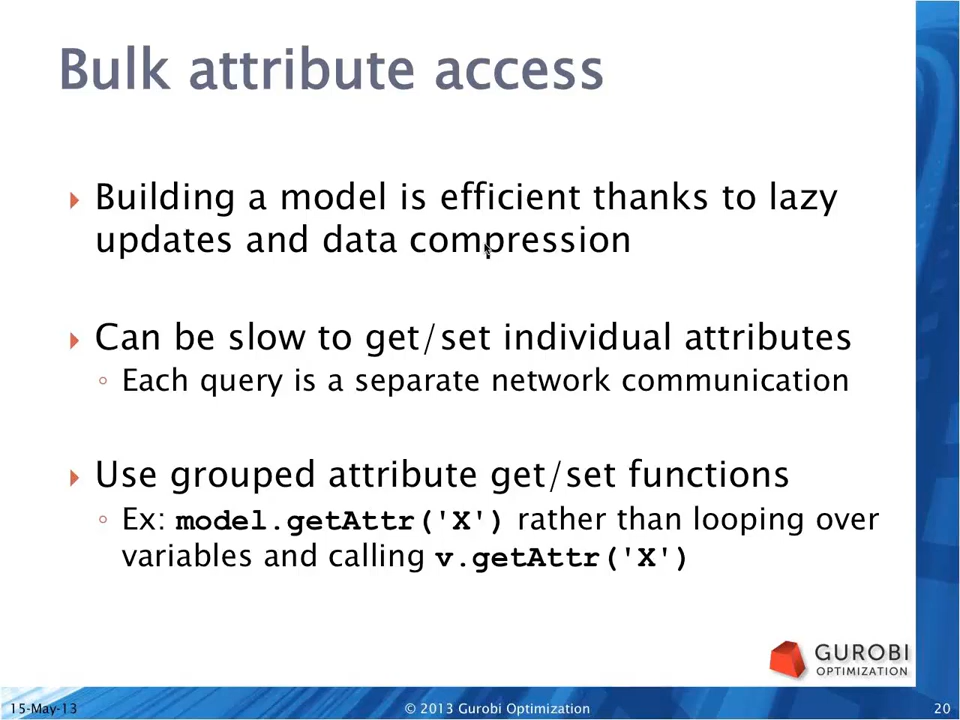 Bulk attribute access
Building a model is efficient thanks to lazy
updates and data compression
Can be slow to get/set individual attributes
Each query is a separate network communication
Use grouped attribute get/set functions
Ex: model.getAttr('X') rather than looping over
variables and calling v.getAttr('X')
GUROBI
OPTIMIZATION
15-May-13
© 2013 Gurobi Optimization
20